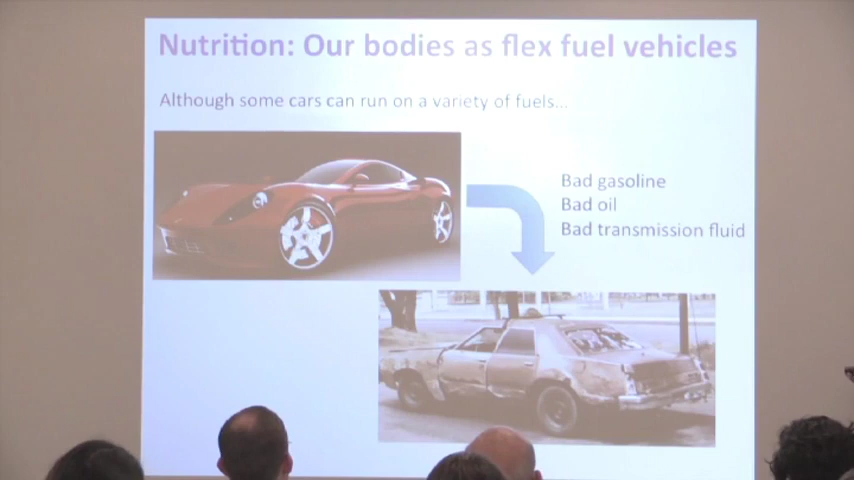 Nutrition: Our bodies as flex fuel vehicles
Although some cars can run on a variety of fuels...
Bad gasoline
Bad oil
Bad transmission fluid